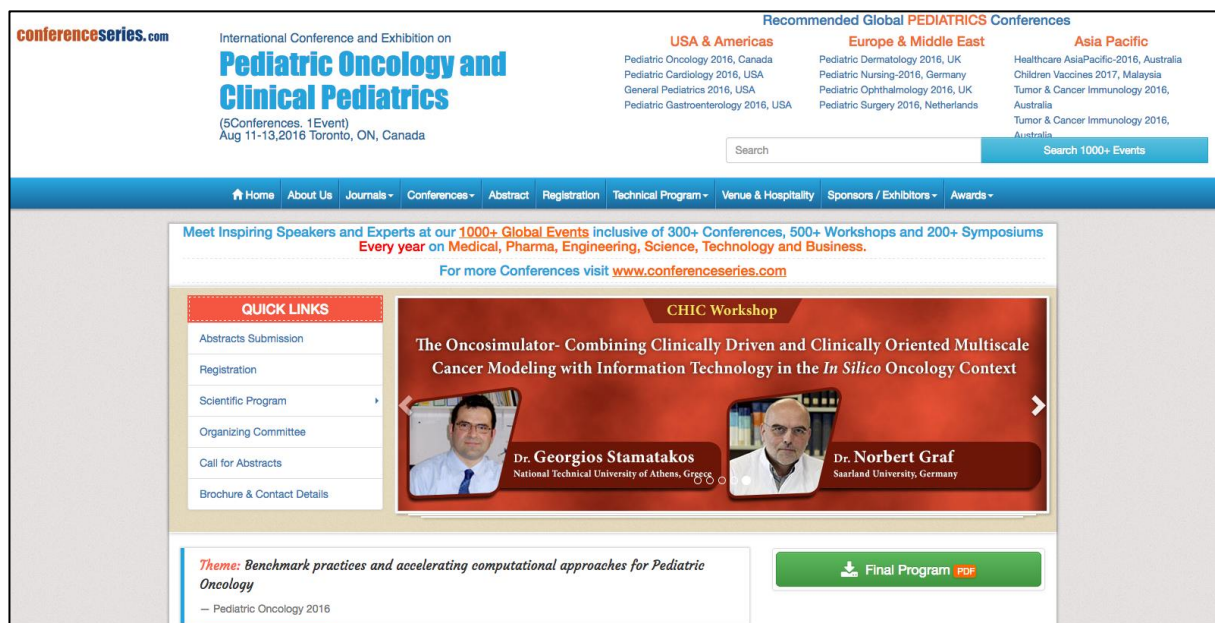 conferenceseries.com
International Conference and Exhibition on
Pediatric Oncology and
Clinical Pediatrics
(5Conferences. 1Event)
Aug 11-13,2016 Toronto, ON, Canada
Recommended Global PEDIATRICS Conferences
USA & Americas
Pediatric Oncology 2016, Canada
Pediatric Cardiology 2016, USA
General Pediatrics 2016, USA
Pediatric Gastroenterology 2016, USA
Europe & Middle East
Pediatric Dermatology 2016, UK
Pediatric Nursing-2016, Germany
Pediatric Ophthalmology 2016, UK
Pediatric Surgery 2016, Netherlands
Asia Pacific
Healthcare AsiaPacific-2016, Australia
Children Vaccines 2017, Malaysia
Tumor & Cancer Immunology 2016,
Australia
Tumor & Cancer Immunology 2016,
Australia
Search
Search 1000+ Events
Home About Us Journals Conferences Abstract Registration Technical Program Venue & Hospitality Sponsors / Exhibitors Awards
Meet Inspiring Speakers and Experts at our 1000+ Global Events inclusive of 300+ Conferences, 500+ Workshops and 200+ Symposiums
Every year on Medical, Pharma, Engineering, Science, Technology and Business.
For more Conferences visit www.conferenceseries.com
QUICK LINKS
Abstracts Submission
Registration
Scientific Program
Organizing Committee
Call for Abstracts
Brochure & Contact Details
CHIC Workshop
The Oncosimulator- Combining Clinically Driven and Clinically Oriented Multiscale
Cancer Modeling with Information Technology in the In Silico Oncology Context
Dr. Georgios Stamatakos
National Technical University of Athens, Greece
Dr. Norbert Graf
Saarland University, Germany
Theme: Benchmark practices and accelerating computational approaches for Pediatric
Oncology
— Pediatric Oncology 2016
Final Program PDF